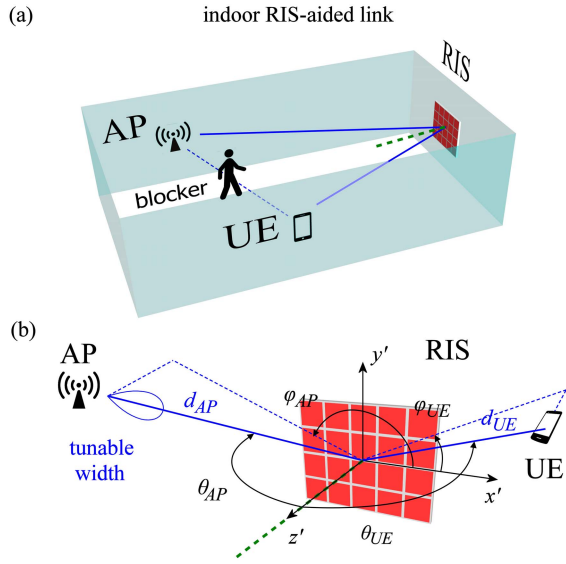 (a)
indoor RIS-aided link
RIS
AP
blocker
UE
(b)
AP
RIS
y'
d_AP
φ_AP
φ_UE
d_UE
tunable
width
UE
θ_AP
x'
z'
θ_UE